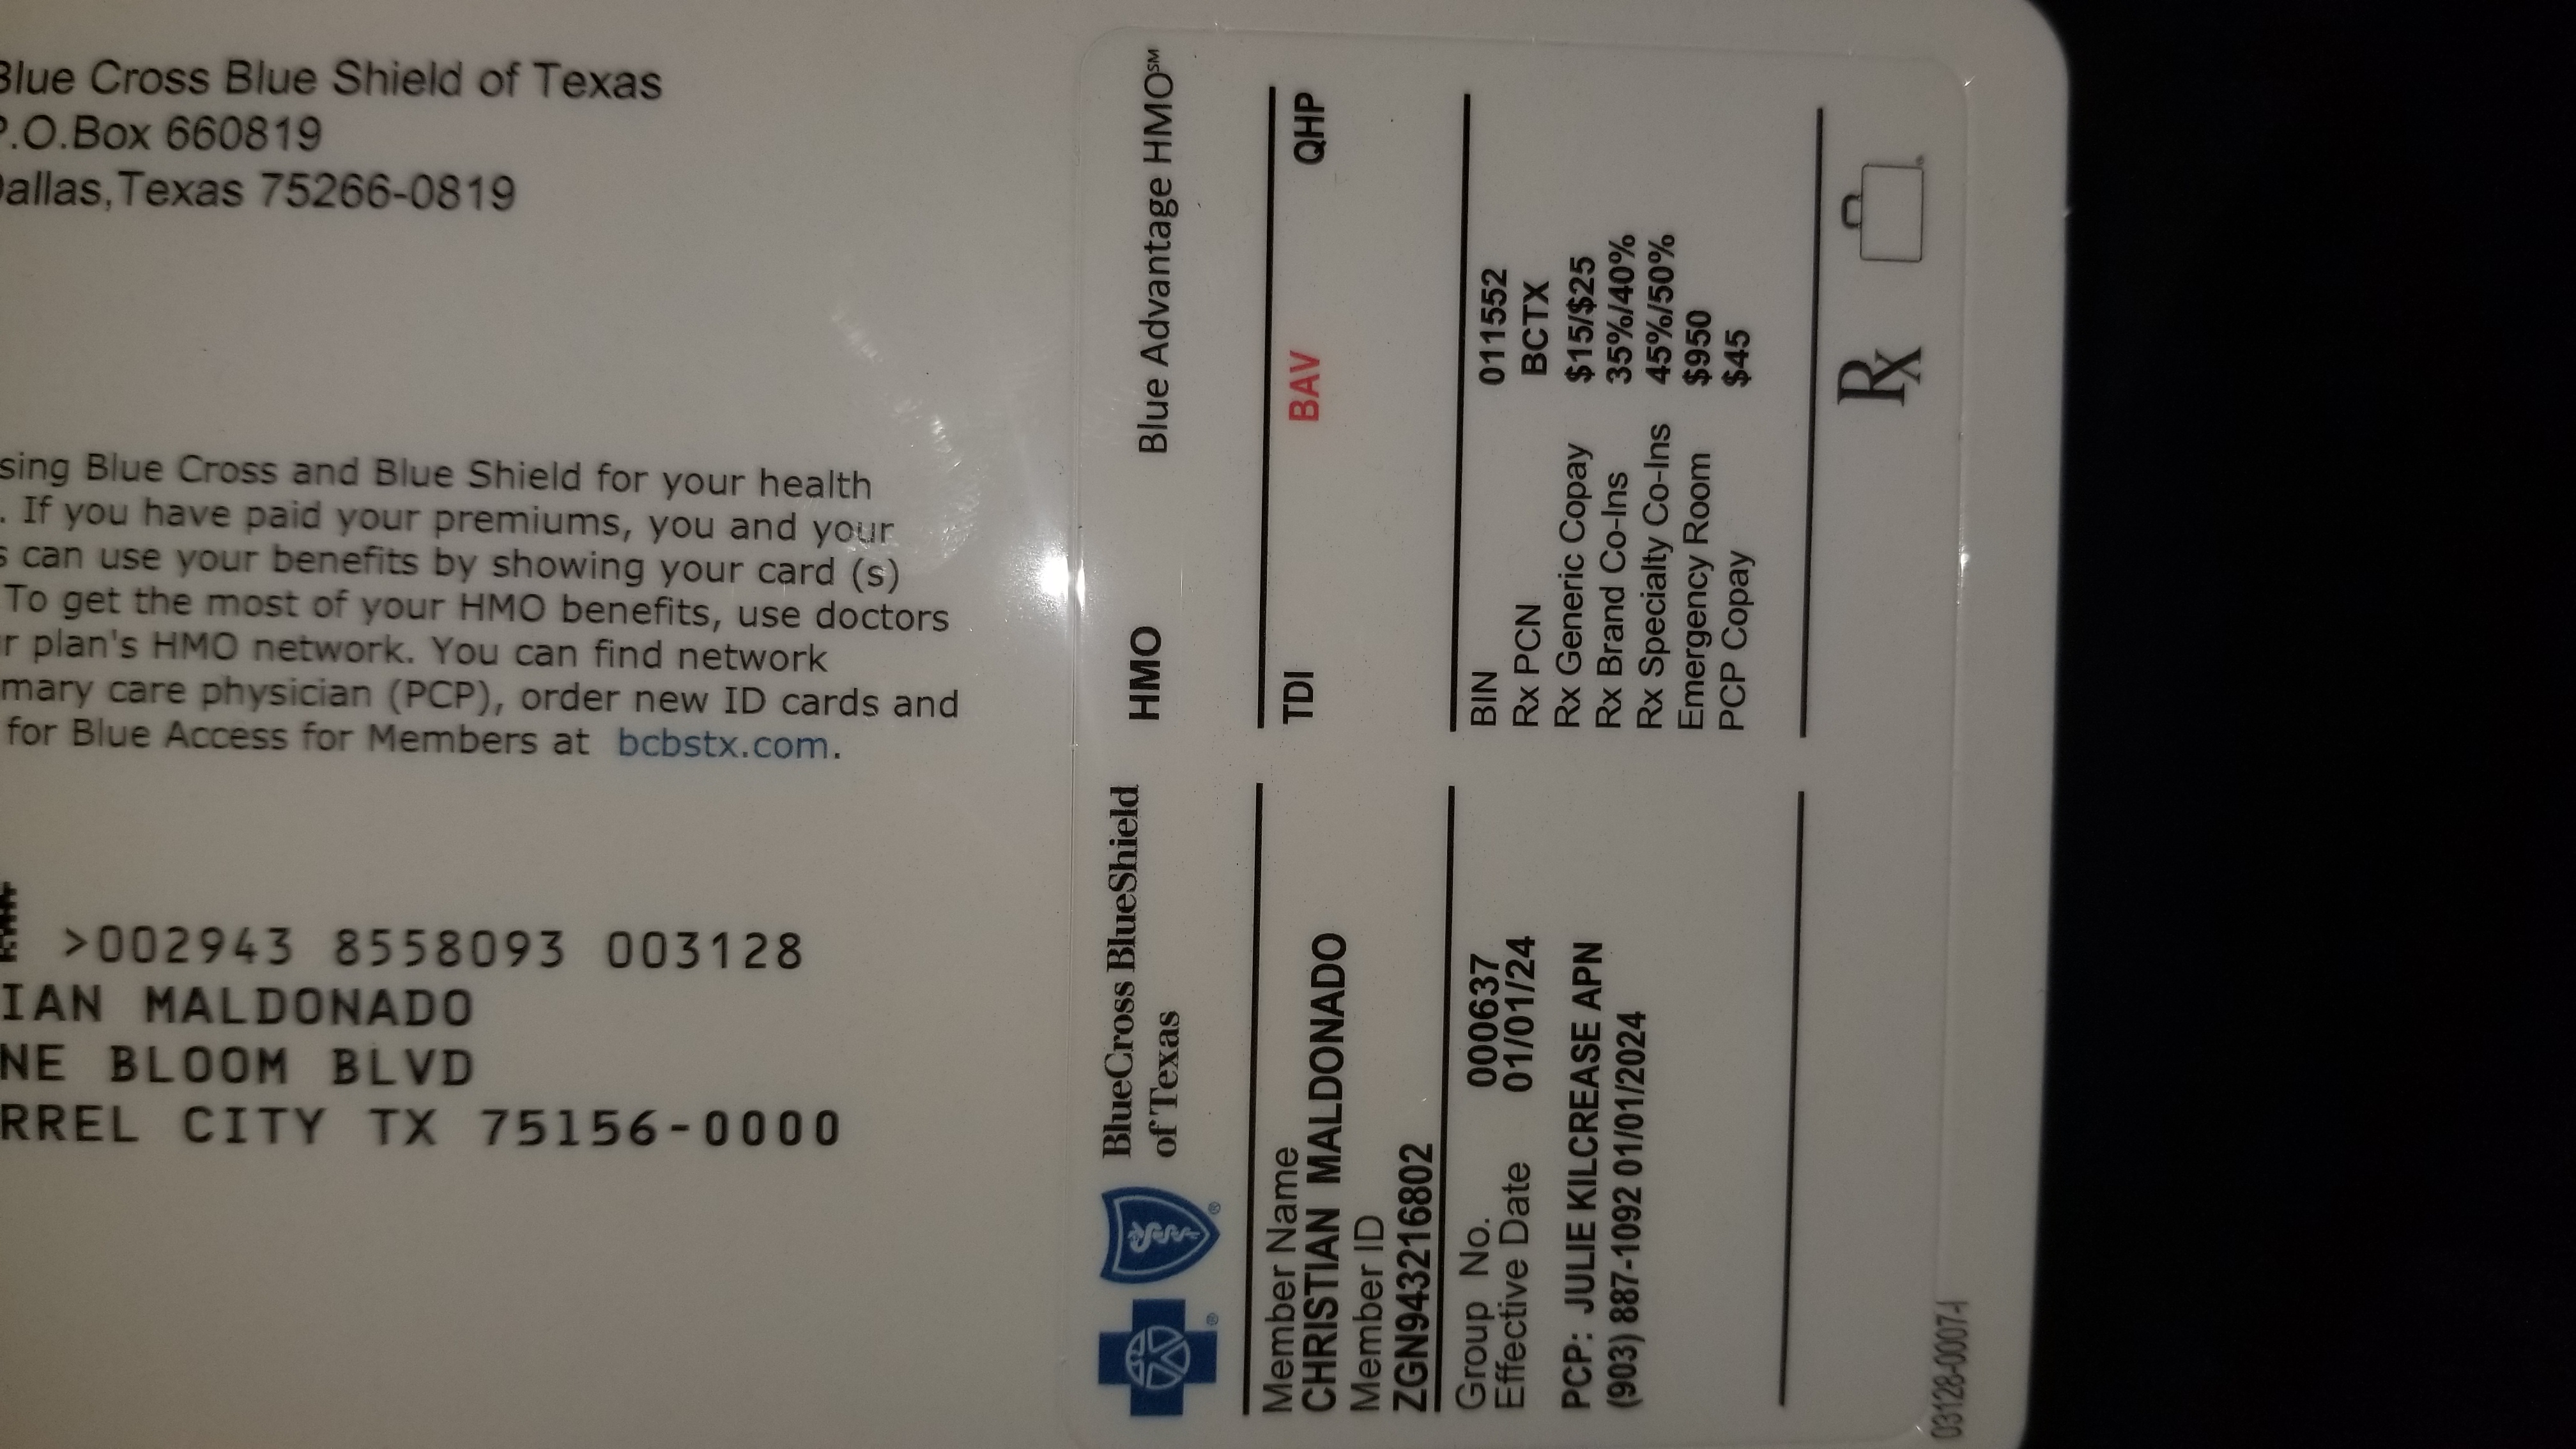 Blue Cross Blue Shield of Texas
P.O.Box 660819
Dallas,Texas 75266-0819
sing Blue Cross and Blue Shield for your health
. If you have paid your premiums, you and your
s can use your benefits by showing your card (s)
To get the most of your HMO benefits, use doctors
r plan's HMO network. You can find network
mary care physician (PCP), order new ID cards and
for Blue Access for Members at bcbstx.com.
>002943 8558093 003128
IAN MALDONADO
NE BLOOM BLVD
RREL CITY TX 75156-0000
BlueCross BlueShield
of Texas
HMO
Blue Advantage HMO℠
Member Name
CHRISTIAN MALDONADO
Member ID
ZGN943216802
TDI BAV QHP
Group No. 000637
Effective Date 01/01/24
PCP: JULIE KILCREASE APN
(903) 887-1092 01/01/2024
BIN 011552
Rx PCN BCTX
Rx Generic Copay $15/$25
Rx Brand Co-Ins 35%/40%
Rx Specialty Co-Ins 45%/50%
Emergency Room $950
PCP Copay $45
Rx